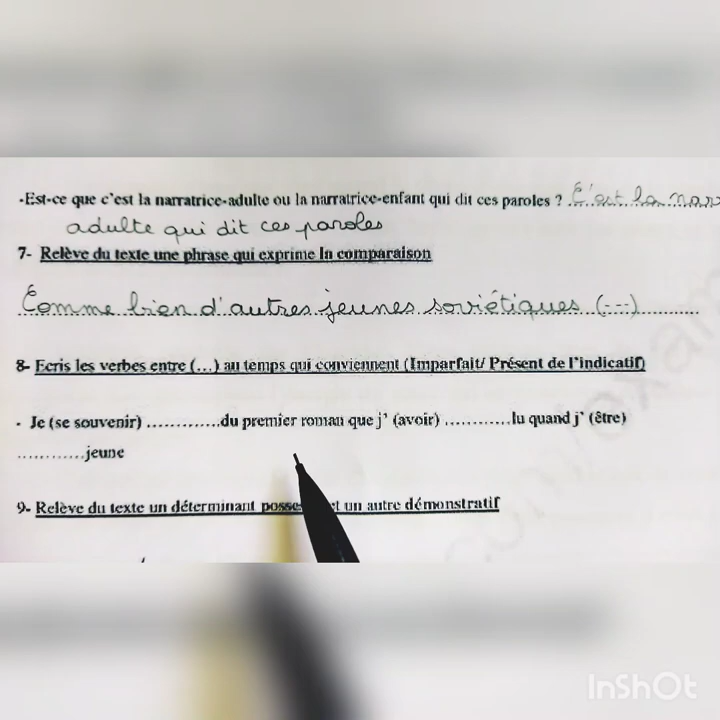 -Est-ce que c'est la narratrice-adulte ou la narratrice-enfant qui dit ces paroles ? C'est la nar
adulte qui dit ces paroles
7- Relève du texte une phrase qui exprime la comparaison
Comme bien d'autres jeunes soviétiques (---)
8- Ecris les verbes entre (…) au temps qui conviennent (Imparfait/ Présent de l'indicatif)
- Je (se souvenir) .............du premier roman que j' (avoir) ............lu quand j' (être)
............jeune
9- Relève du texte un déterminant posse et un autre démonstratif
InShOt